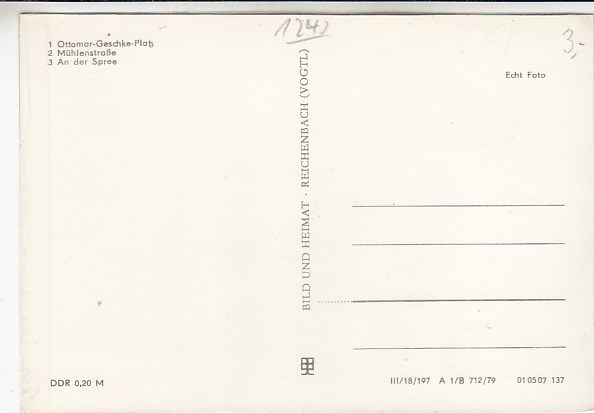 1 Ottomar-Geschke-Platz
2 Mühlenstraße
3 An der Spree
1242
3,-
Echt Foto
BILD UND HEIMAT · REICHENBACH (VOGTL)
DDR 0,20 M
III/18/197 A 1/B 712/79 01 05 07 137